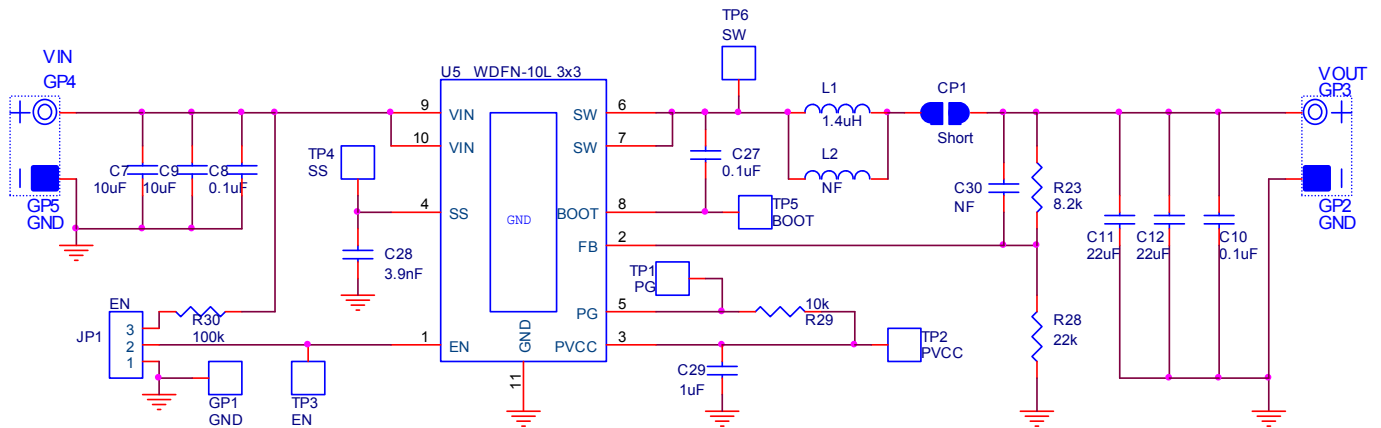 VIN
GP4
GP5
GND
C7
10uF
C9
10uF
C8
0.1uF
TP4
SS
C28
3.9nF
EN
JP1
3
2
1
R30
100k
GP1
GND
TP3
EN
U5 WDFN-10L 3x3
9
VIN
10
VIN
4
SS
1
EN
GND
GND
11
SW
6
SW
7
BOOT
8
FB
2
PG
5
PVCC
3
TP6
SW
C27
0.1uF
TP5
BOOT
L1
1.4uH
L2
NF
CP1
Short
C30
NF
R23
8.2k
R28
22k
TP1
PG
10k
R29
TP2
PVCC
C29
1uF
C11
22uF
C12
22uF
C10
0.1uF
VOUT
GP3
GP2
GND